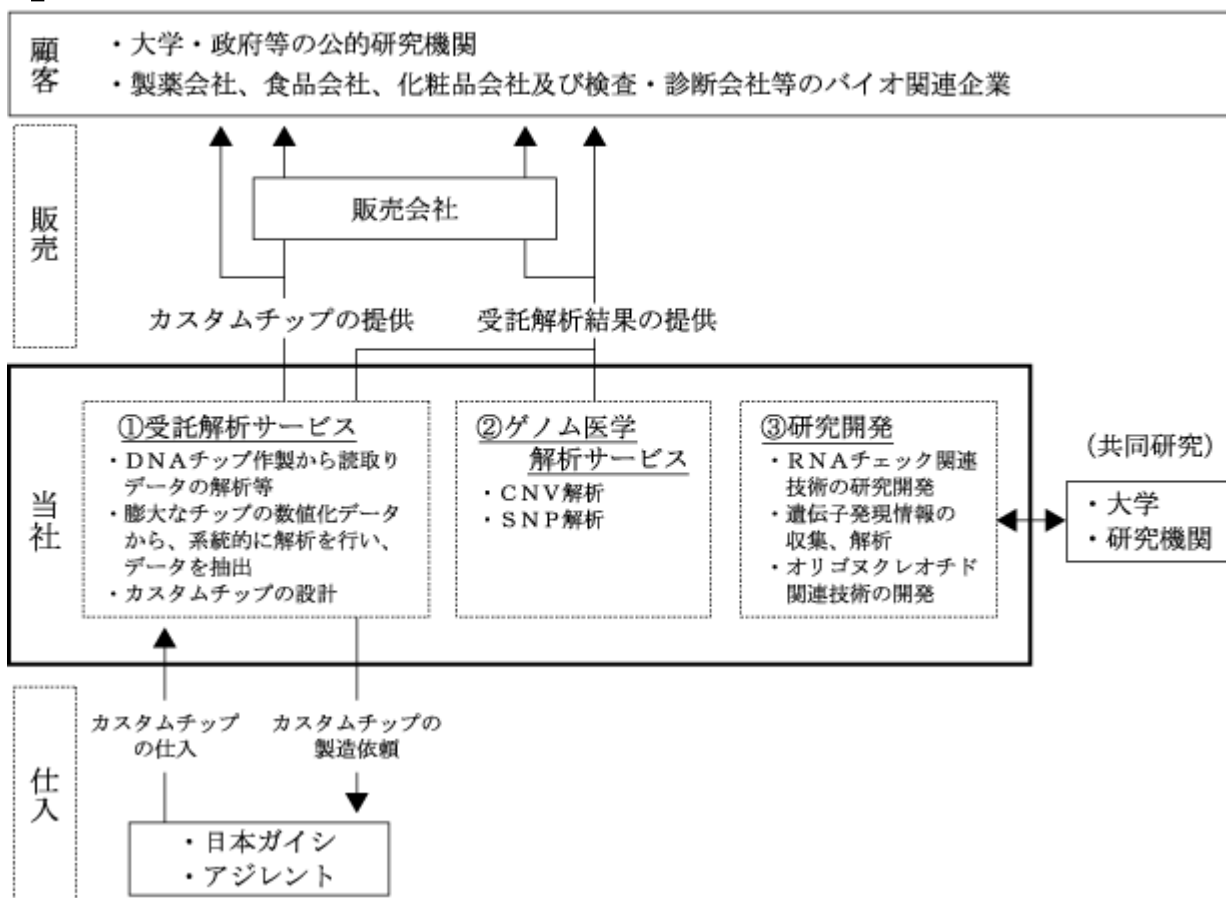 顧客
・大学・政府等の公的研究機関
・製薬会社、食品会社、化粧品会社及び検査・診断会社等のバイオ関連企業
販売
販売会社
カスタムチップの提供
受託解析結果の提供
当社
①受託解析サービス
・DNAチップ作製から読取り
データの解析等
・膨大なチップの数値化データ
から、系統的に解析を行い、
データを抽出
・カスタムチップの設計
②ゲノム医学
解析サービス
・CNV解析
・SNP解析
③研究開発
・RNAチェック関連
技術の研究開発
・遺伝子発現情報の
収集、解析
・オリゴヌクレオチド
関連技術の開発
(共同研究)
・大学
・研究機関
仕入
カスタムチップ
の仕入
カスタムチップの
製造依頼
・日本ガイシ
・アジレント